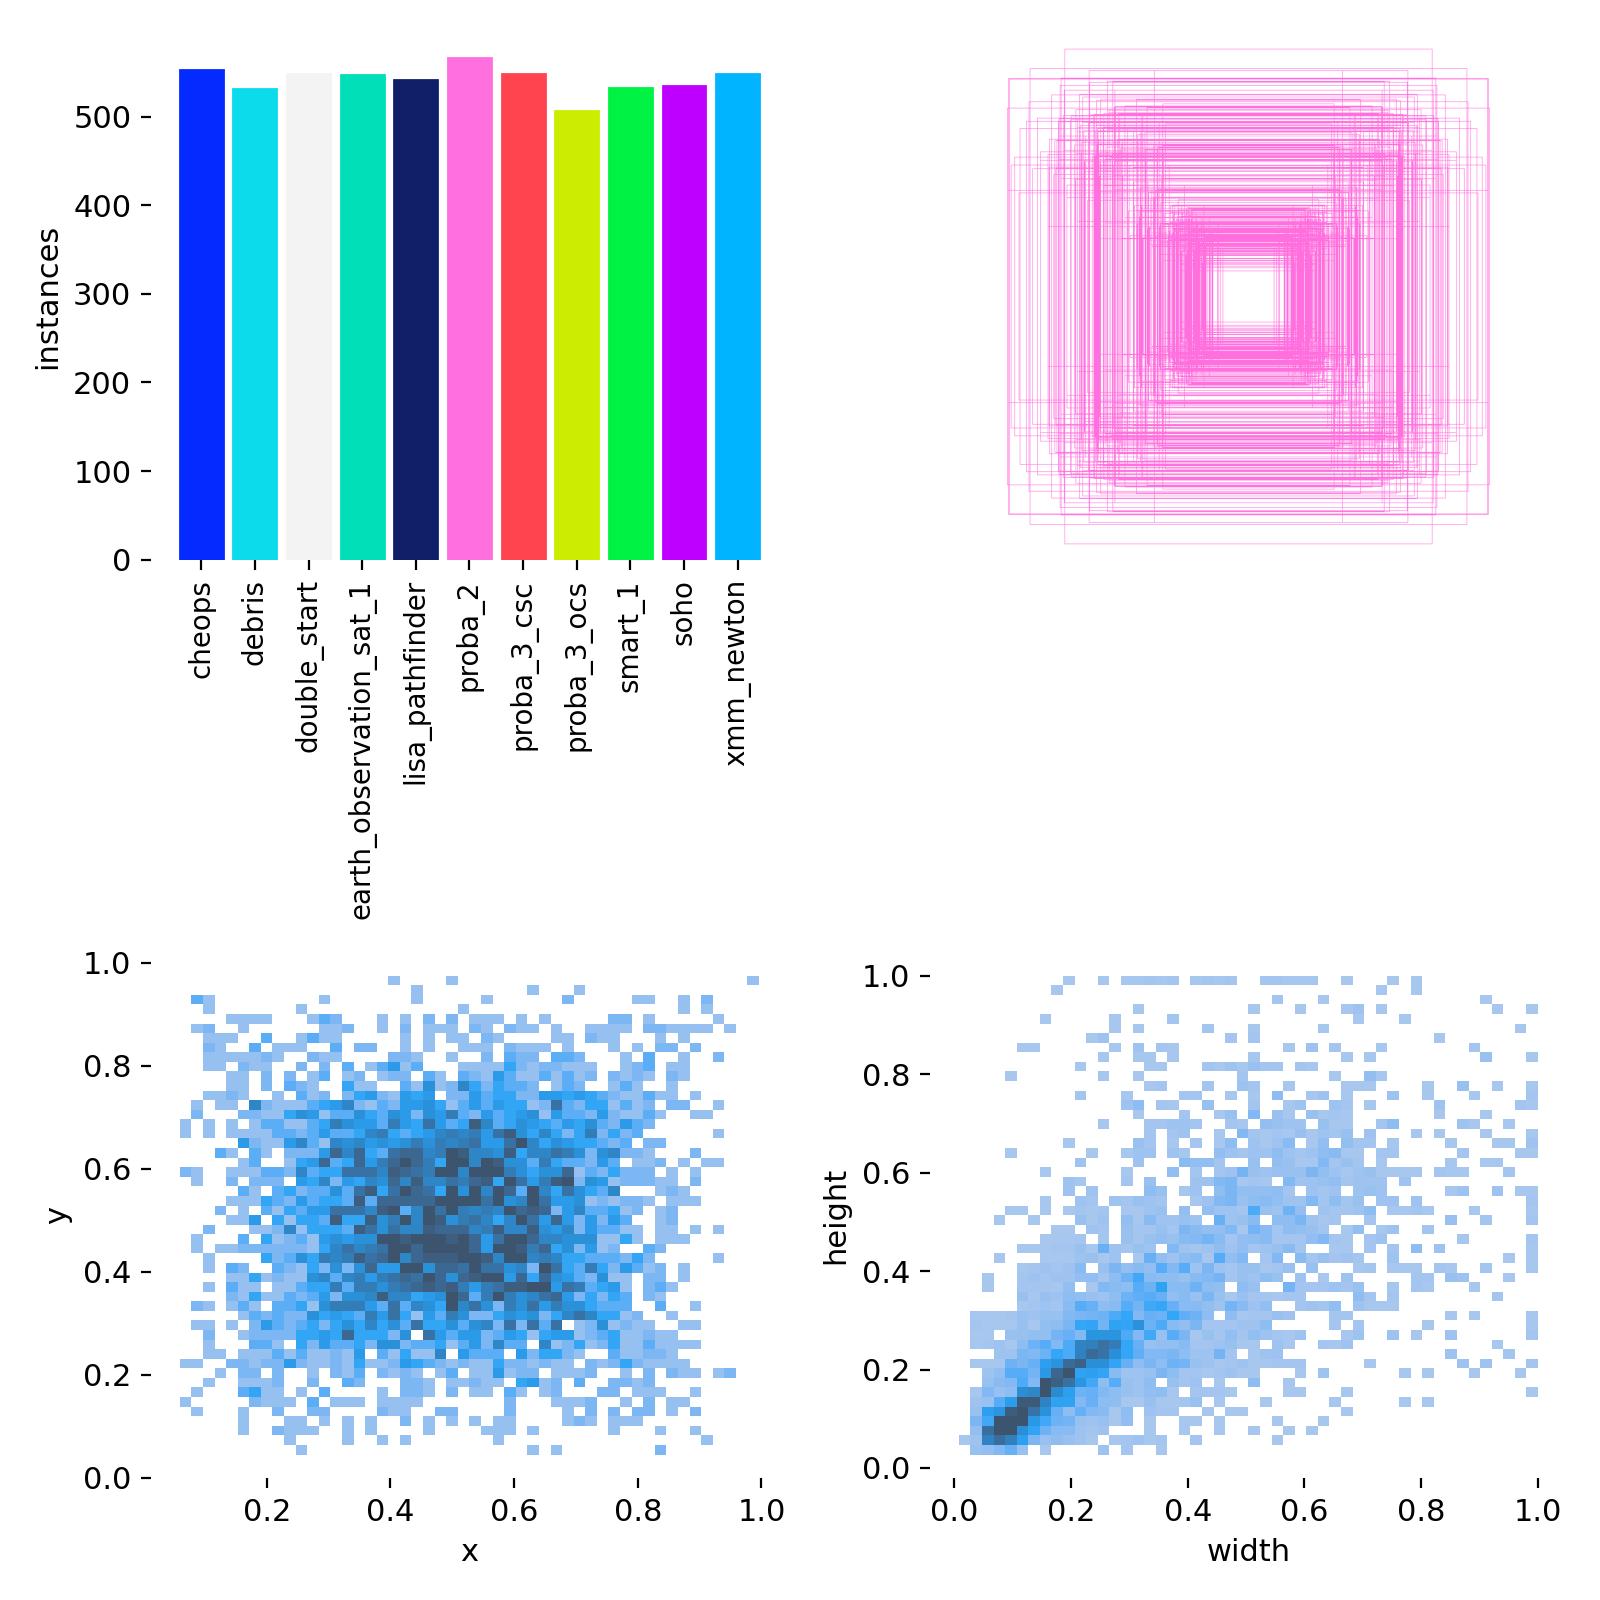 instances
500
400
300
200
100
0
cheops
debris
double_start
earth_observation_sat_1
lisa_pathfinder
proba_2
proba_3_csc
proba_3_ocs
smart_1
soho
xmm_newton
y
1.0
0.8
0.6
0.4
0.2
0.0
0.2 0.4 0.6 0.8 1.0
x
height
1.0
0.8
0.6
0.4
0.2
0.0
0.0 0.2 0.4 0.6 0.8 1.0
width